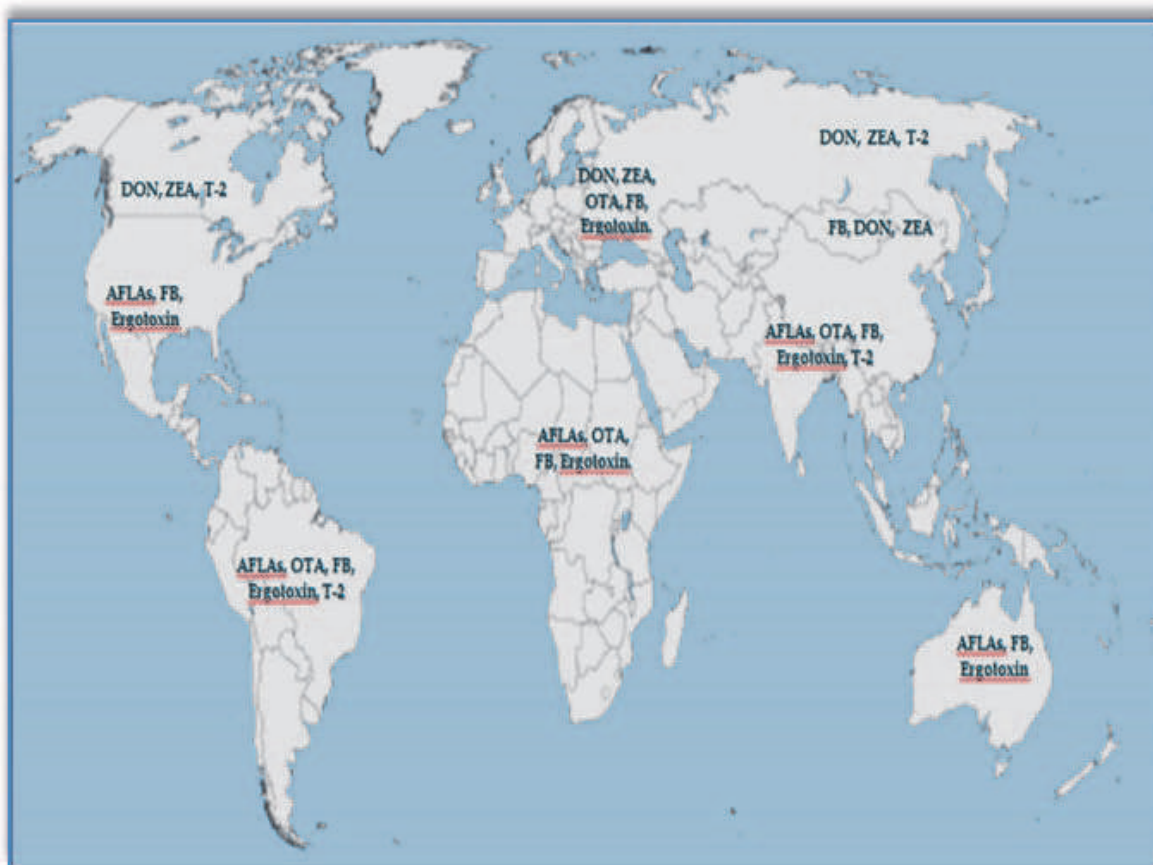 DON, ZEA, T-2
DON, ZEA, T-2
DON, ZEA,
OTA, FB,
Ergotoxin.
FB, DON, ZEA
AFLAs, FB,
Ergotoxin
AFLAs, OTA, FB,
Ergotoxin, T-2
AFLAs, OTA,
FB, Ergotoxin.
AFLAs, OTA, FB,
Ergotoxin, T-2
AFLAs, FB,
Ergotoxin